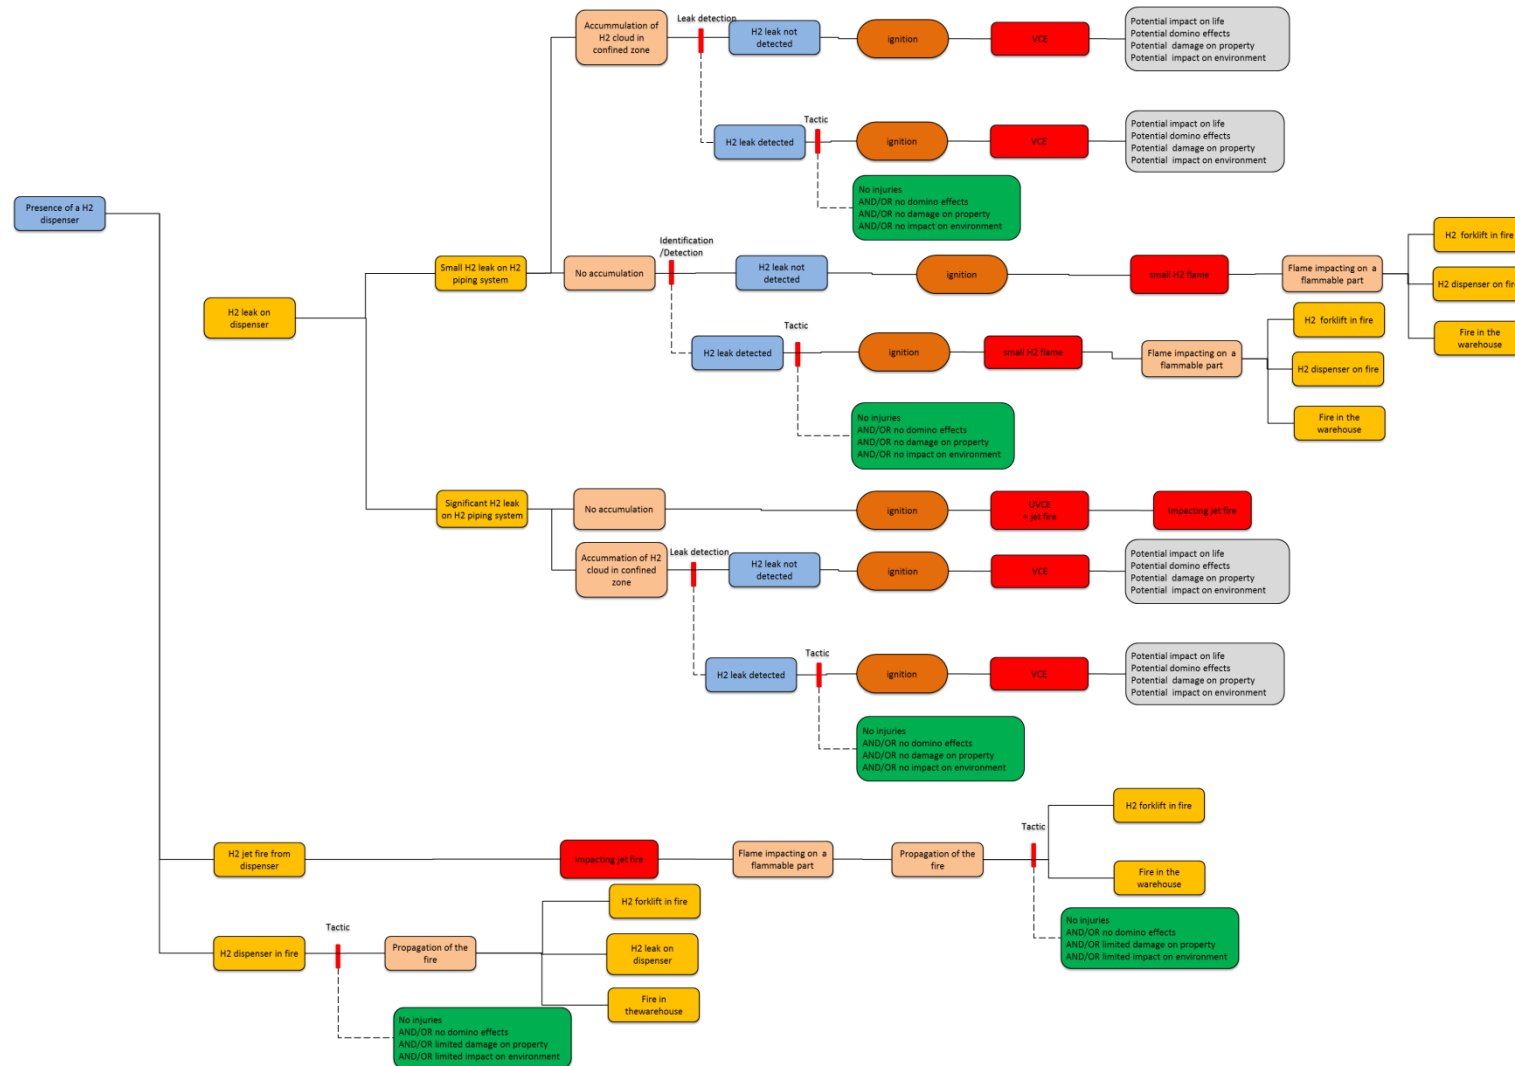 Accummulation of
H2 cloud in
confined zone
Leak detection
H2 leak not
detected
ignition
VCE
Potential impact on life
Potential domino effects
Potential  damage on property
Potential  impact on environment
H2 leak detected
Tactic
ignition
VCE
Potential impact on life
Potential domino effects
Potential  damage on property
Potential  impact on environment
No injuries
AND/OR no domino effects
AND/OR no damage on property
AND/OR no impact on environment
Presence of a H2
dispenser
H2 leak on
dispenser
Small H2 leak on H2
piping system
No accumulation
Identification
/Detection
H2 leak not
detected
ignition
small H2 flame
Flame impacting on  a
flammable part
H2  forklift in fire
H2 dispenser on fire
Fire in the
warehouse
H2 leak detected
Tactic
ignition
small H2 flame
Flame impacting on  a
flammable part
H2  forklift in fire
H2 dispenser on fire
Fire in the
warehouse
No injuries
AND/OR no domino effects
AND/OR no damage on property
AND/OR no impact on environment
Significant H2 leak
on H2 piping system
No accumulation
ignition
UVCE
+ jet fire
impacting jet fire
Accummation of H2
cloud in confined
zone
Leak detection
H2 leak not
detected
ignition
VCE
Potential impact on life
Potential domino effects
Potential  damage on property
Potential  impact on environment
H2 leak detected
Tactic
ignition
VCE
Potential impact on life
Potential domino effects
Potential  damage on property
Potential  impact on environment
No injuries
AND/OR no domino effects
AND/OR no damage on property
AND/OR no impact on environment
H2 jet fire from
dispenser
impacting jet fire
Flame impacting on  a
flammable part
Propagation of the
fire
Tactic
H2 forklift in fire
Fire in the
warehouse
No injuries
AND/OR no domino effects
AND/OR limited damage on property
AND/OR limited impact on environment
H2 dispenser in fire
Tactic
Propagation of the
fire
H2 forklift in fire
H2 leak on
dispenser
Fire in
thewarehouse
No injuries
AND/OR no domino effects
AND/OR limited damage on property
AND/OR limited impact on environment